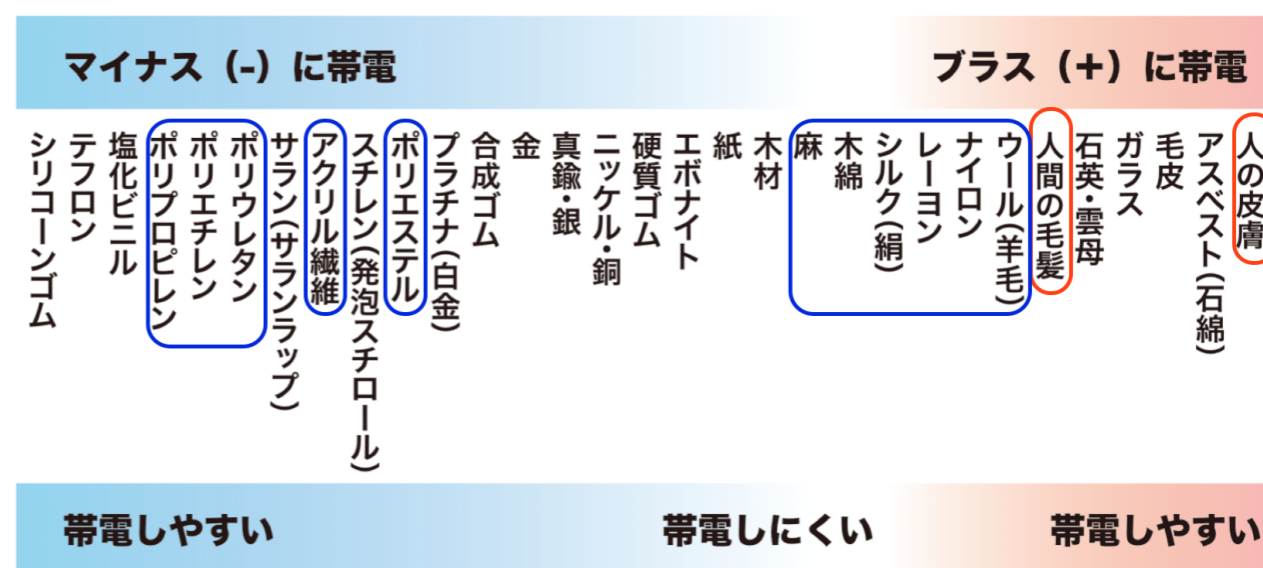 マイナス（-）に帯電
プラス（+）に帯電
シリコーンゴム
テフロン
塩化ビニル
ポリプロピレン
ポリエチレン
ポリウレタン
サラン(サランラップ)
アクリル繊維
スチレン(発泡スチロール)
ポリエステル
プラチナ(白金)
合成ゴム
金
真鍮・銀
ニッケル・銅
硬質ゴム
エボナイト
紙
木材
麻
木綿
シルク(絹)
レーヨン
ナイロン
ウール(羊毛)
人間の毛髪
石英・雲母
ガラス
毛皮
アスベスト(石綿)
人の皮膚
帯電しやすい
帯電しにくい
帯電しやすい